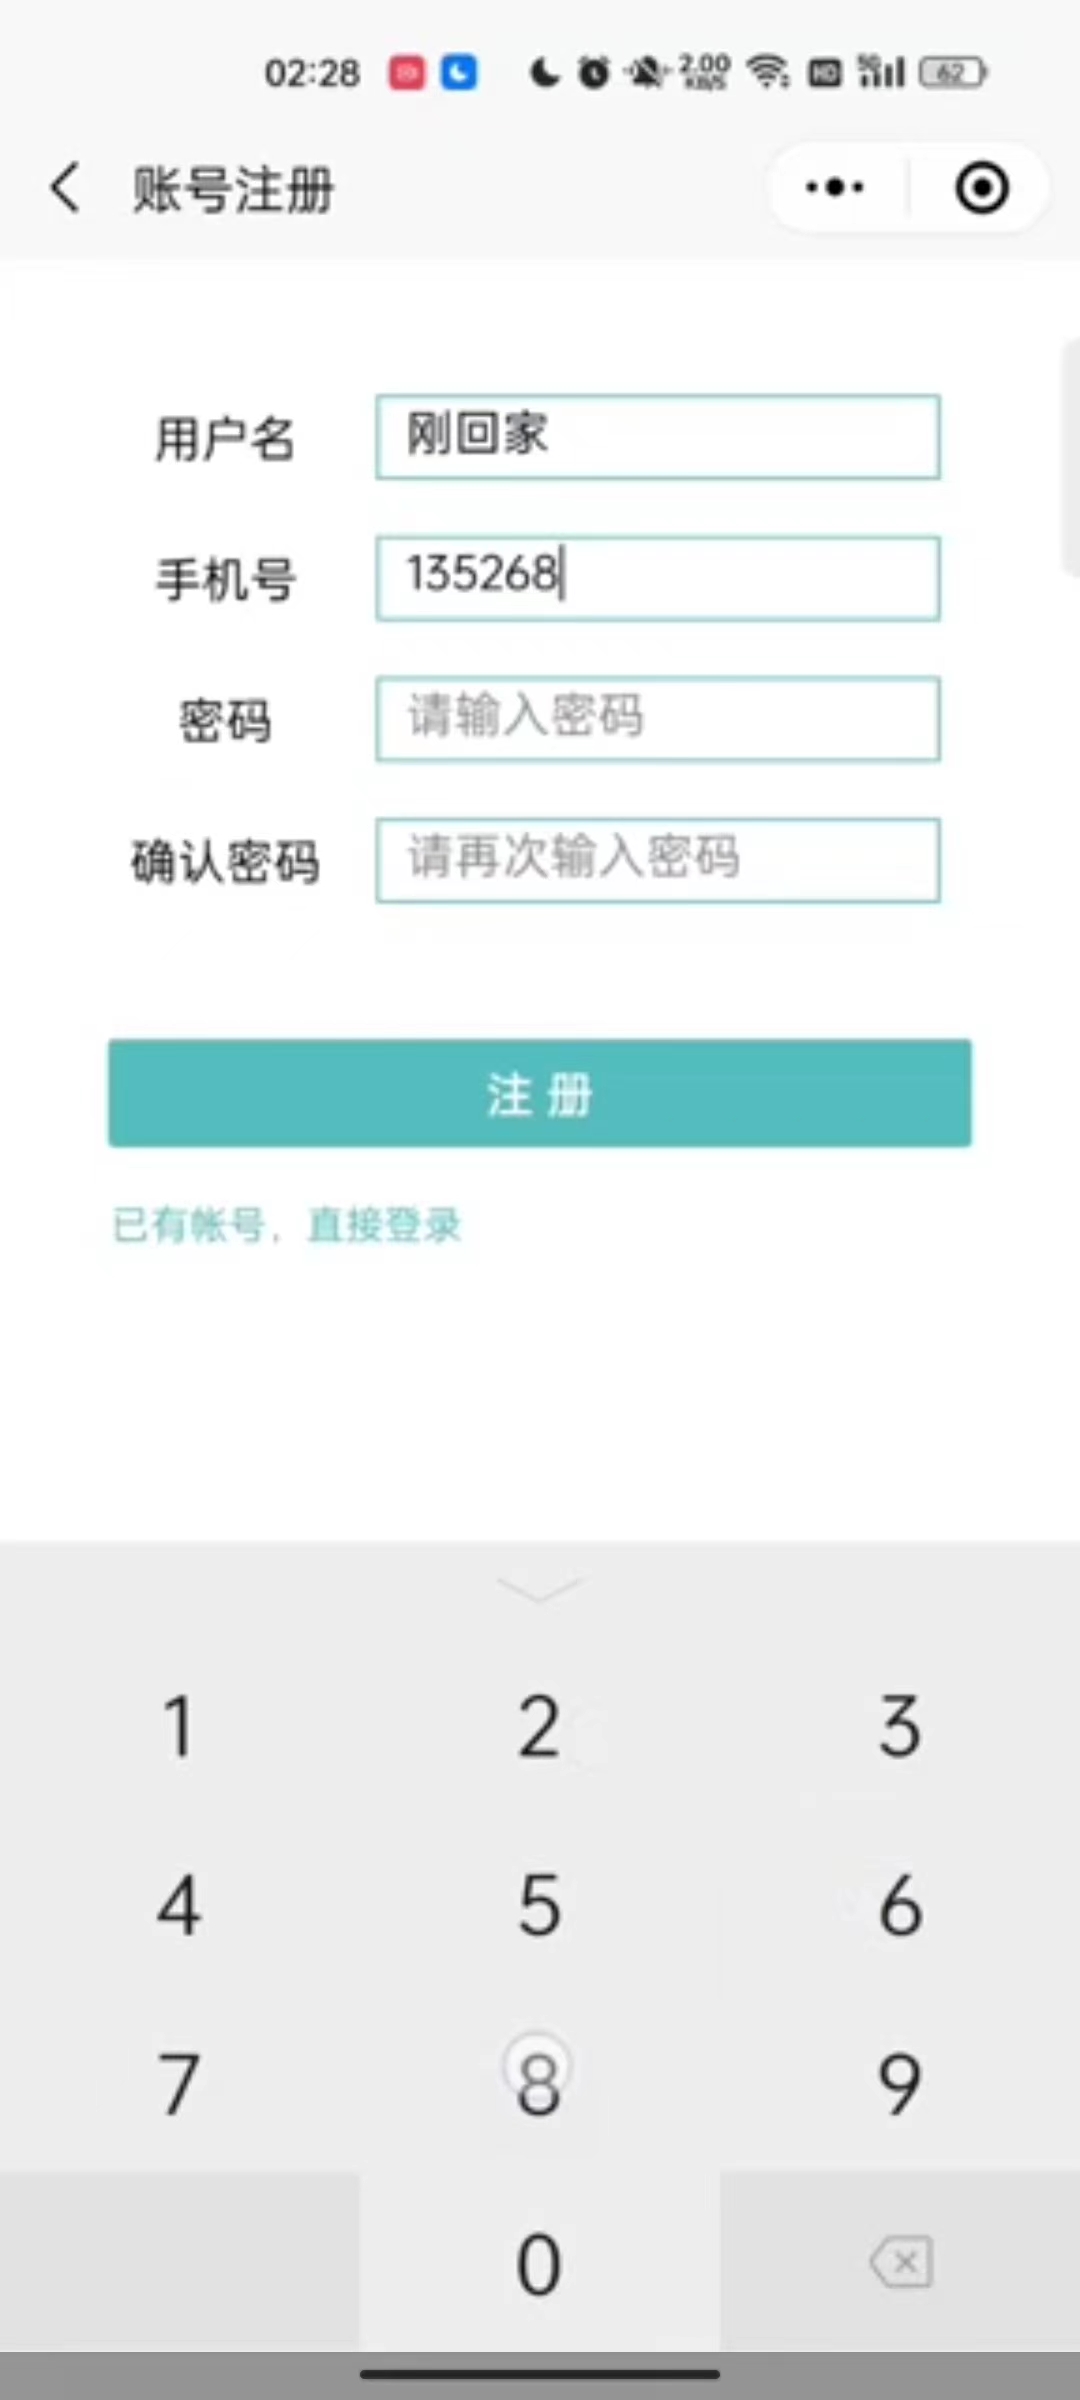 02:28 2.00 KB/S HD 5G 62
账号注册
用户名 刚回家
手机号 135268
密码 请输入密码
确认密码 请再次输入密码
注册
已有帐号，直接登录
1 2 3
4 5 6
7 8 9
0